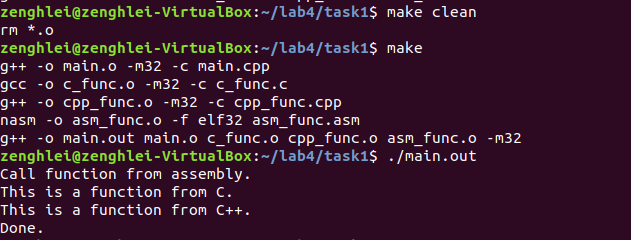 zenghlei@zenghlei-VirtualBox:~/lab4/task1$ make clean
rm *.o
zenghlei@zenghlei-VirtualBox:~/lab4/task1$ make
g++ -o main.o -m32 -c main.cpp
gcc -o c_func.o -m32 -c c_func.c
g++ -o cpp_func.o -m32 -c cpp_func.cpp
nasm -o asm_func.o -f elf32 asm_func.asm
g++ -o main.out main.o c_func.o cpp_func.o asm_func.o -m32
zenghlei@zenghlei-VirtualBox:~/lab4/task1$ ./main.out
Call function from assembly.
This is a function from C.
This is a function from C++.
Done.